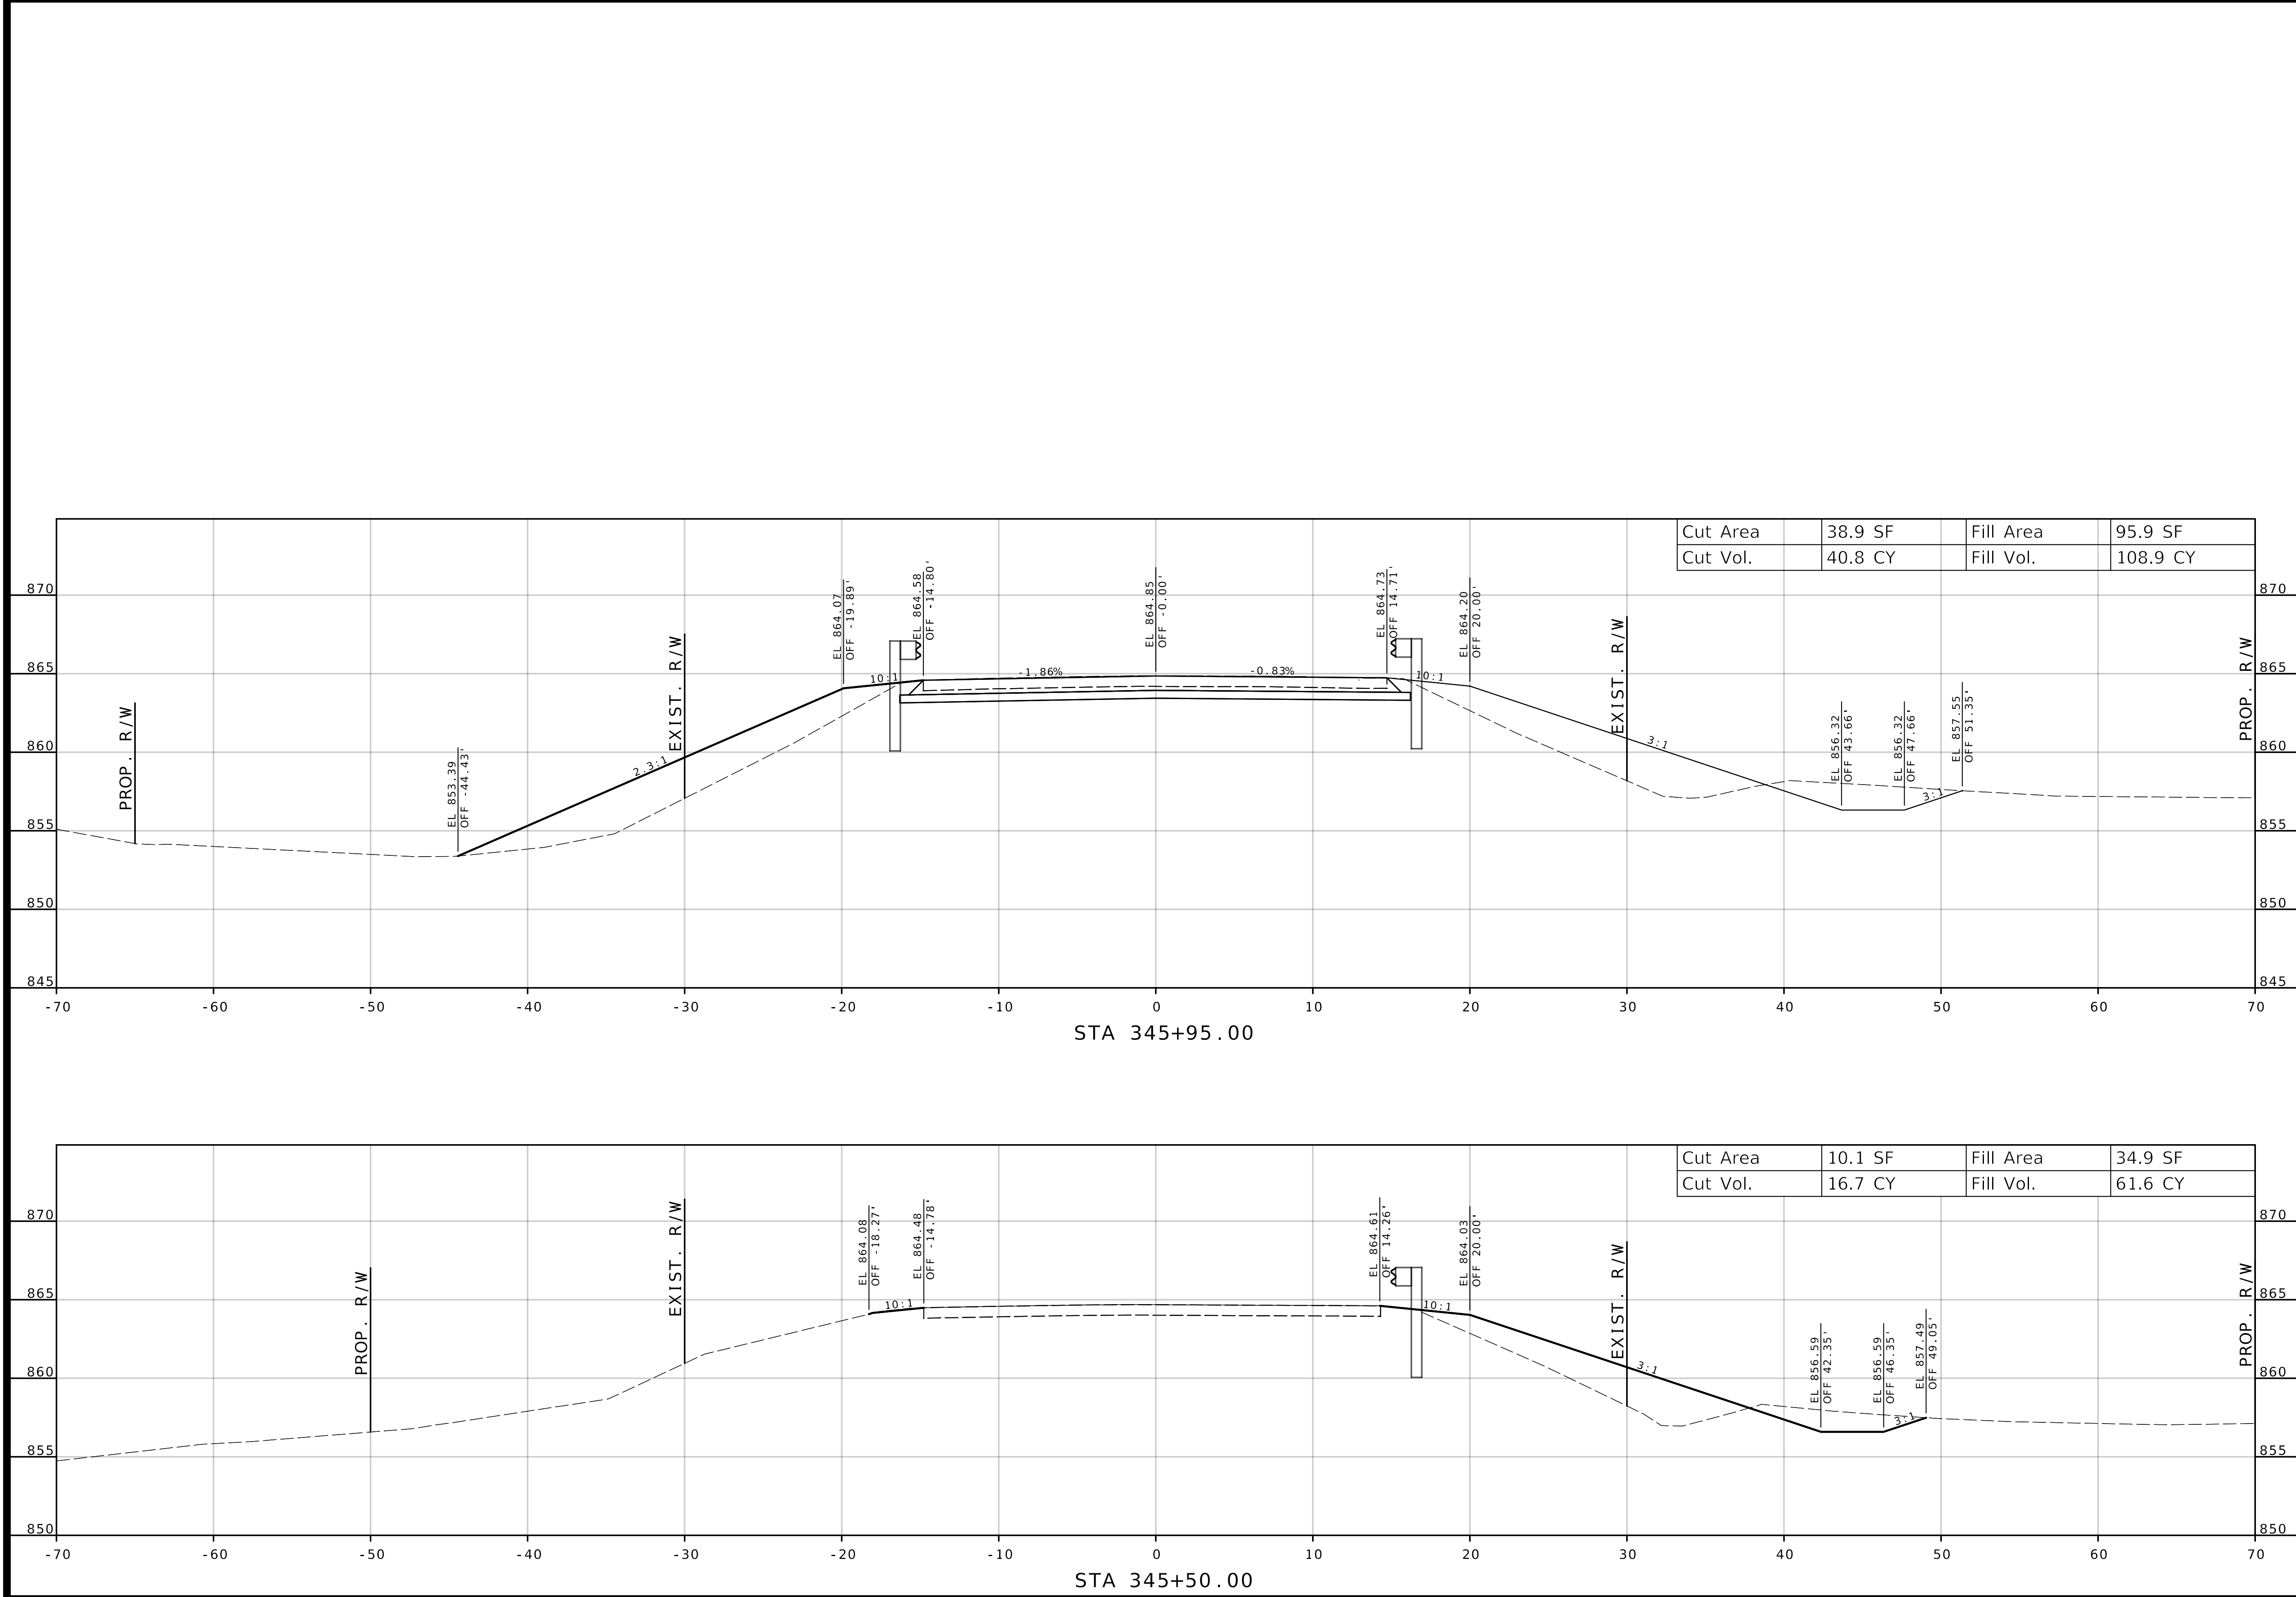 Cut Area 38.9 SF Fill Area 95.9 SF
Cut Vol. 40.8 CY Fill Vol. 108.9 CY
PROP. R/W
EL 853.39
OFF -44.43'
2.3:1
EXIST. R/W
EL 864.07
OFF -19.89'
10:1
EL 864.58
OFF -14.80'
-1.86%
EL 864.85
OFF -0.00'
-0.83%
EL 864.73
OFF 14.71'
10:1
EL 864.20
OFF 20.00'
EXIST. R/W
3:1
EL 856.32
OFF 43.66'
EL 856.32
OFF 47.66'
3:1
EL 857.55
OFF 51.35'
PROP. R/W
870 870
865 865
860 860
855 855
850 850
845 845
-70 -60 -50 -40 -30 -20 -10 0 10 20 30 40 50 60 70
STA 345+95.00
Cut Area 10.1 SF Fill Area 34.9 SF
Cut Vol. 16.7 CY Fill Vol. 61.6 CY
PROP. R/W
EXIST. R/W
EL 864.08
OFF -18.27'
10:1
EL 864.48
OFF -14.78'
EL 864.61
OFF 14.26'
10:1
EL 864.03
OFF 20.00'
EXIST. R/W
3:1
EL 856.59
OFF 42.35'
EL 856.59
OFF 46.35'
3:1
EL 857.49
OFF 49.05'
PROP. R/W
870 870
865 865
860 860
855 855
850 850
-70 -60 -50 -40 -30 -20 -10 0 10 20 30 40 50 60 70
STA 345+50.00